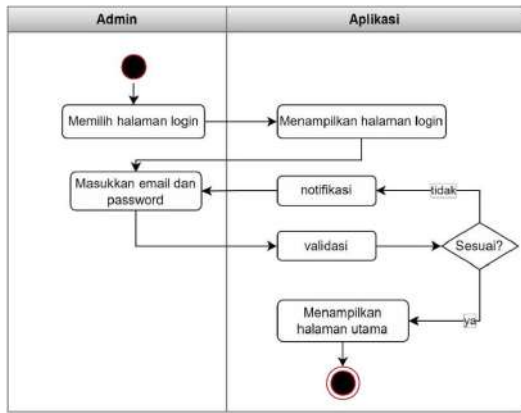 Admin
Aplikasi
Memilih halaman login
Menampilkan halaman login
Masukkan email dan
password
notifikasi
tidak
validasi
Sesuai?
Menampilkan
halaman utama
ya